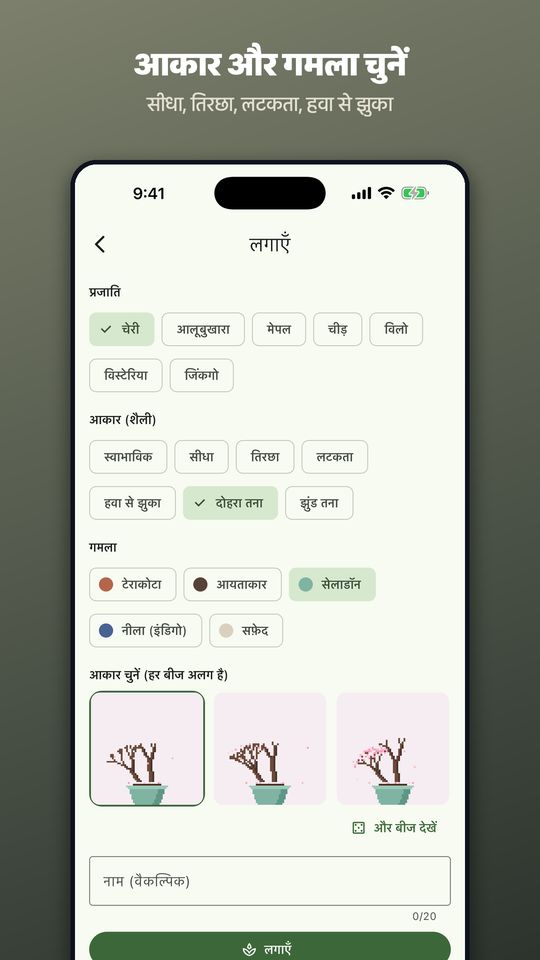 आकार और गमला चुनें
सीधा, तिरछा, लटकता, हवा से झुका
9:41
लगाएँ
प्रजाति
चेरी आलूबुखारा मेपल चीड़ विलो
विस्टेरिया जिंकगो
आकार (शैली)
स्वाभाविक सीधा तिरछा लटकता
हवा से झुका दोहरा तना झुंड तना
गमला
टेराकोटा आयताकार सेलाडॉन
नीला (इंडिगो) सफ़ेद
आकार चुनें (हर बीज अलग है)
और बीज देखें
नाम (वैकल्पिक)
0/20
लगाएँ